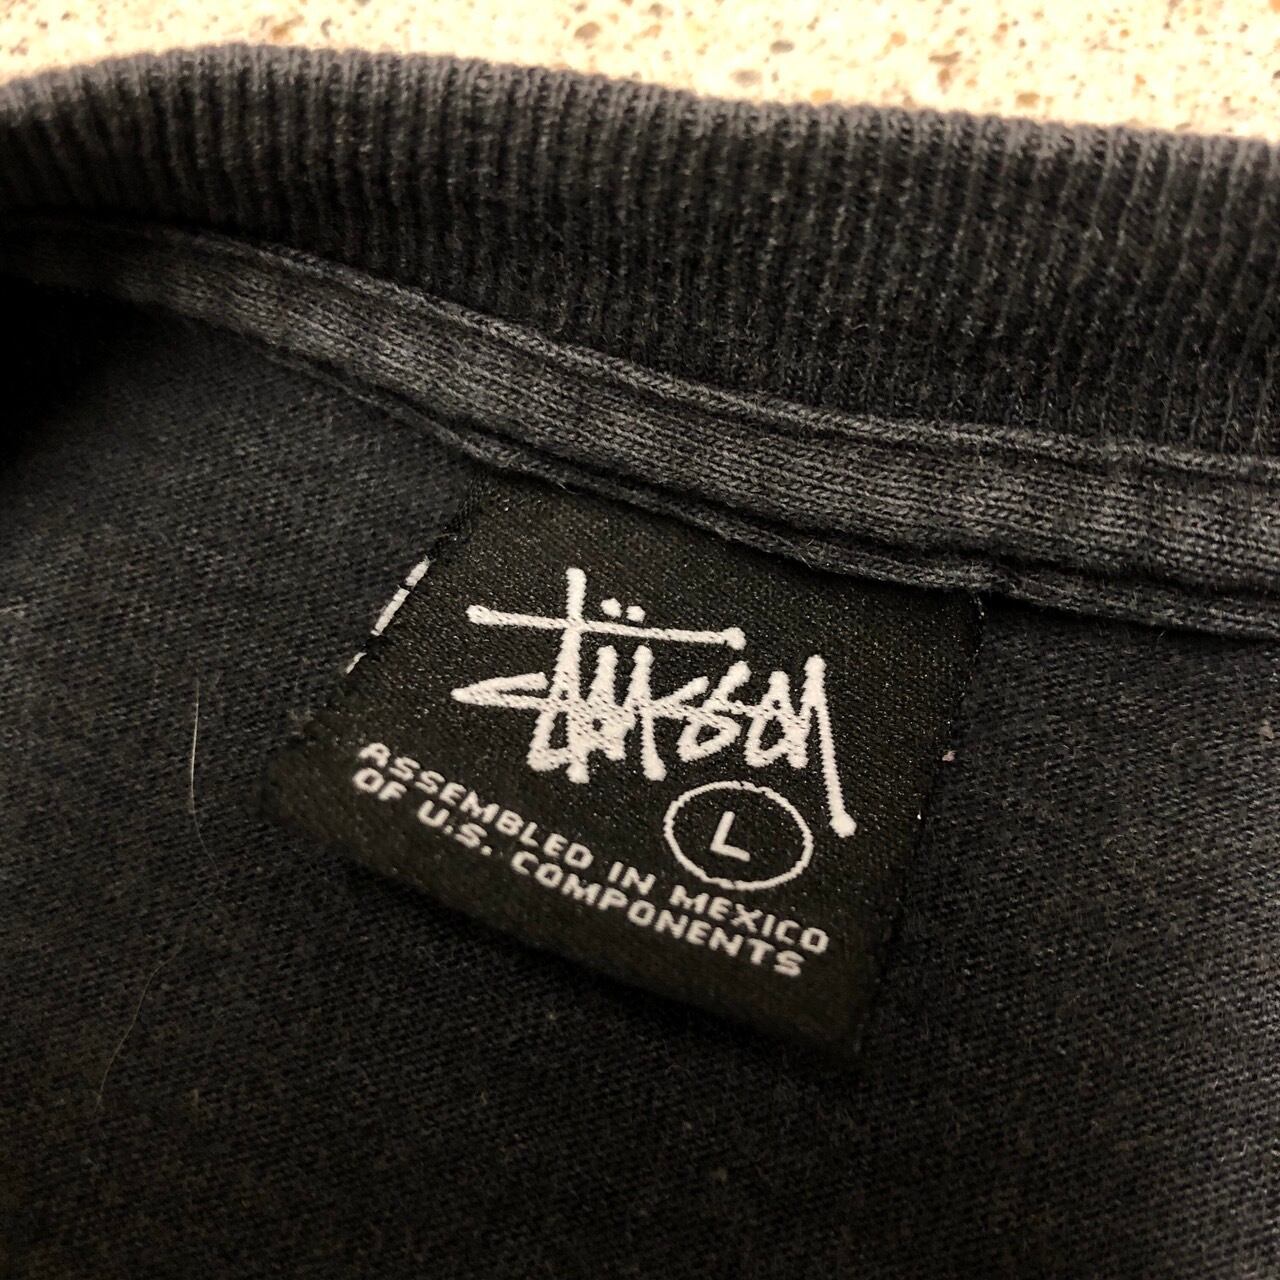 Stüssy
L
ASSEMBLED IN MEXICO
OF U.S. COMPONENTS